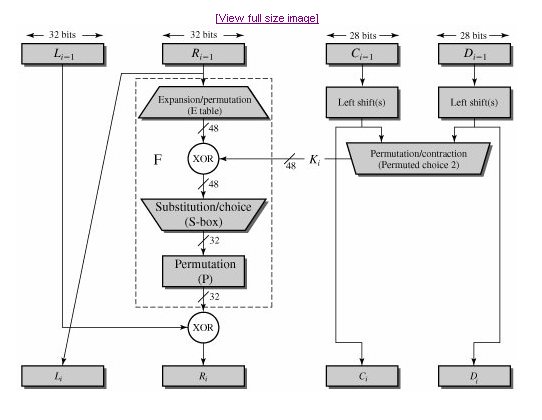 [View full size image]
32 bits
32 bits
28 bits
28 bits
Li−1
Ri−1
Ci−1
Di−1
Expansion/permutation
(E table)
Left shift(s)
Left shift(s)
48
F
XOR
48
Ki
Permutation/contraction
(Permuted choice 2)
48
Substitution/choice
(S-box)
32
Permutation
(P)
32
XOR
Li
Ri
Ci
Di